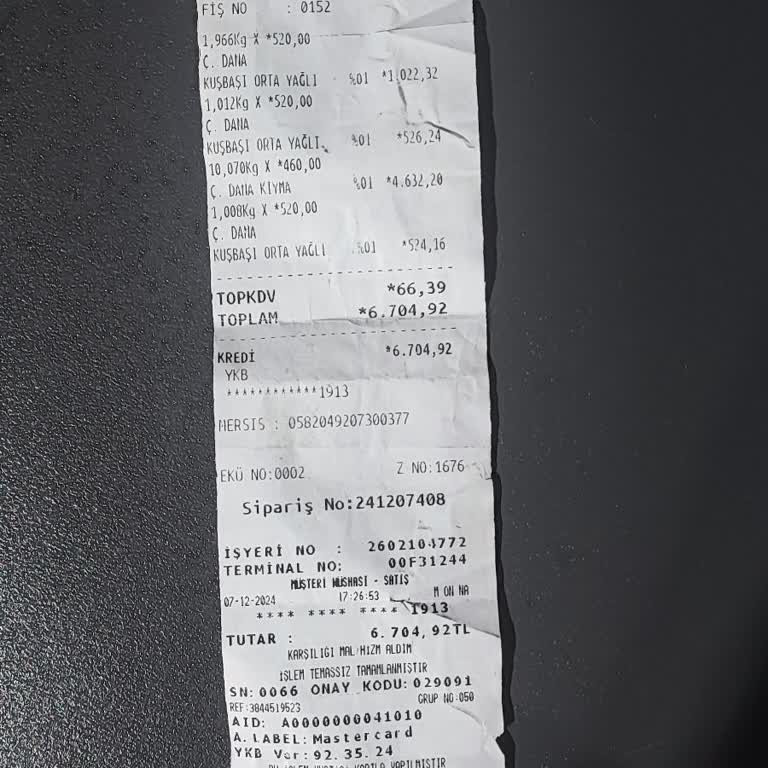 FİŞ NO : 0152
1,966Kg X *520,00
Ç. DANA
KUŞBAŞI ORTA YAĞLI %01 *1.022,32
1,012Kg X *520,00
Ç. DANA
KUŞBAŞI ORTA YAĞLI %01 *526,24
10,070Kg X *460,00
Ç. DANA KIYMA %01 *4.632,20
1,008Kg X *520,00
Ç. DANA
KUŞBAŞI ORTA YAĞLI %01 *524,16
TOPKDV *66,39
TOPLAM *6.704,92
KREDİ *6.704,92
YKB
************1913
MERSIS : 0582049207300377
EKÜ NO:0002 Z NO:1676
Sipariş No:241207408
İŞYERİ NO : 2602104772
TERMİNAL NO: 00F31244
MÜŞTERİ NÜSHASI - SATIŞ
07-12-2024 17:26:53 M ON NA
**** **** **** 1913
TUTAR : 6.704,92TL
KARŞILIĞI MAL/HİZM ALDIM
İŞLEM TEMASSIZ TAMAMLANMIŞTIR
SN:0066 ONAY KODU:029091
REF:3844519523 GRUP NO:050
AID: A0000000041010
A.LABEL:Mastercard
YKB Ver:92.35.24
YAPILMIŞTIR